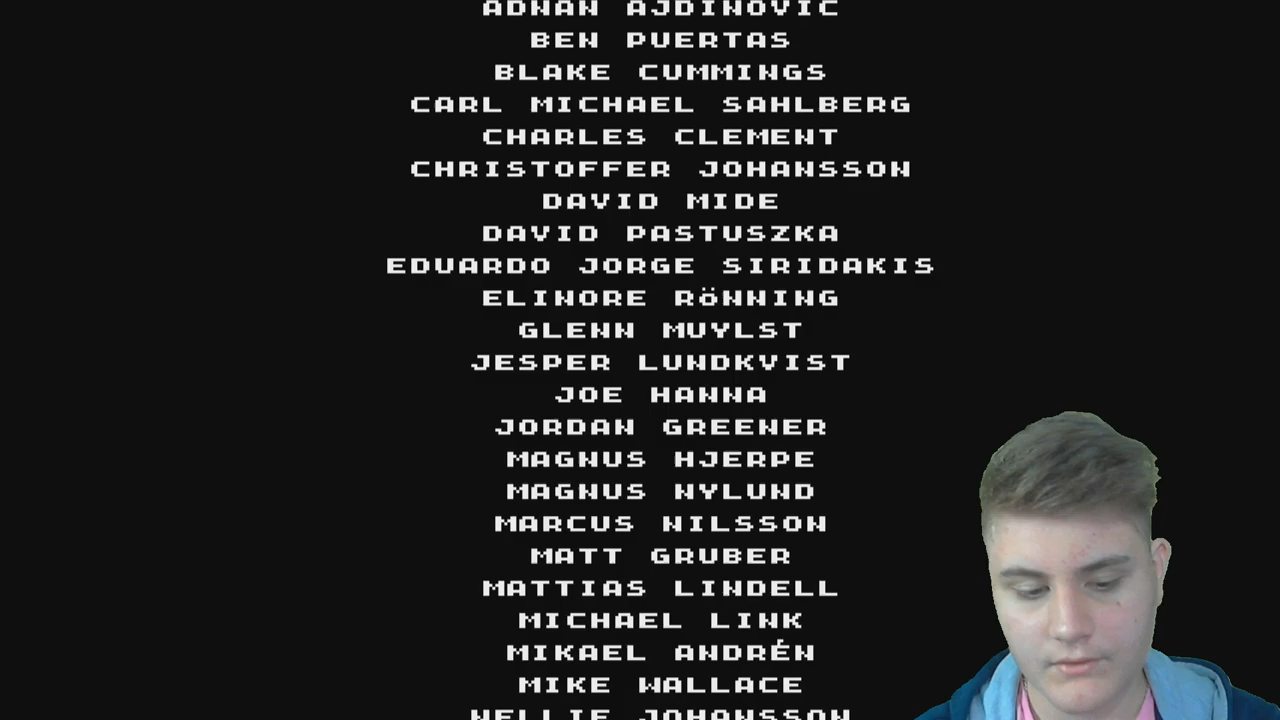 ADNAN AJDINOVIC
BEN PUERTAS
BLAKE CUMMINGS
CARL MICHAEL SAHLBERG
CHARLES CLEMENT
CHRISTOFFER JOHANSSON
DAVID MIDE
DAVID PASTUSZKA
EDUARDO JORGE SIRIDAKIS
ELINORE RöNNING
GLENN MUYLST
JESPER LUNDKVIST
JOE HANNA
JORDAN GREENER
MAGNUS HJERPE
MAGNUS NYLUND
MARCUS NILSSON
MATT GRUBER
MATTIAS LINDELL
MICHAEL LINK
MIKAEL ANDRÉN
MIKE WALLACE
NELLIE JOHANSSON